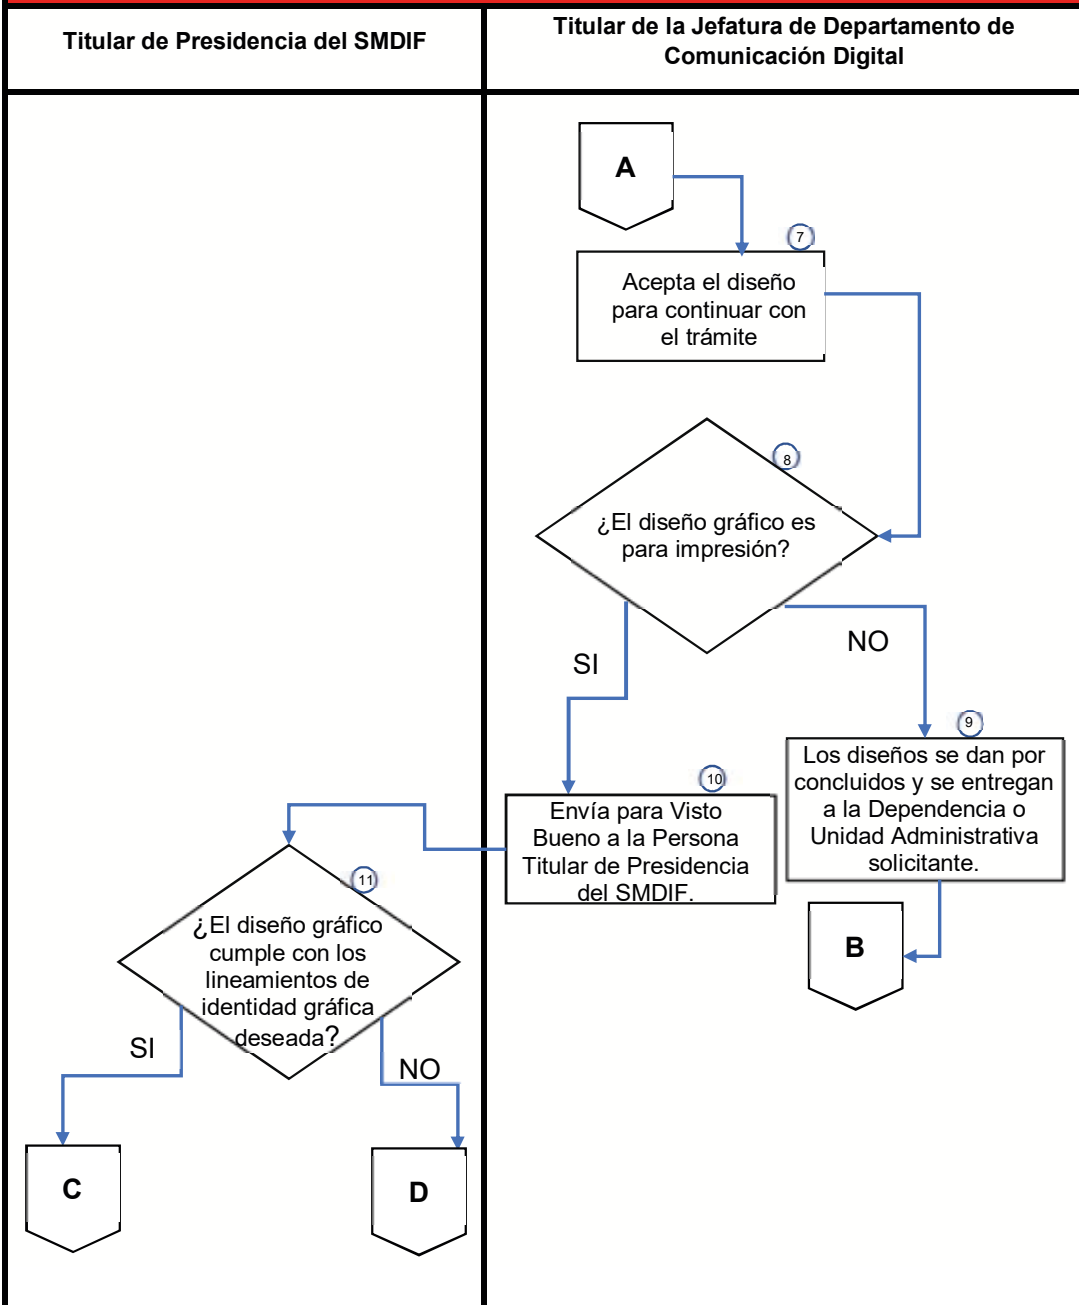 Titular de Presidencia del SMDIF
Titular de la Jefatura de Departamento de
Comunicación Digital
A
7
Acepta el diseño
para continuar con
el trámite
8
¿El diseño gráfico es
para impresión?
SI
NO
9
Los diseños se dan por
concluidos y se entregan
a la Dependencia o
Unidad Administrativa
solicitante.
10
Envía para Visto
Bueno a la Persona
Titular de Presidencia
del SMDIF.
B
11
¿El diseño gráfico
cumple con los
lineamientos de
identidad gráfica
deseada?
SI
NO
C
D